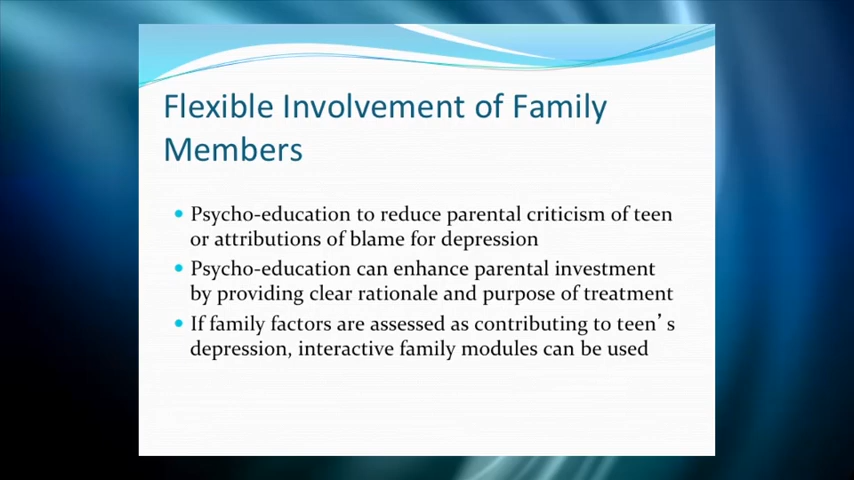 Flexible Involvement of Family
Members
• Psycho-education to reduce parental criticism of teen
or attributions of blame for depression
• Psycho-education can enhance parental investment
by providing clear rationale and purpose of treatment
• If family factors are assessed as contributing to teen’s
depression, interactive family modules can be used